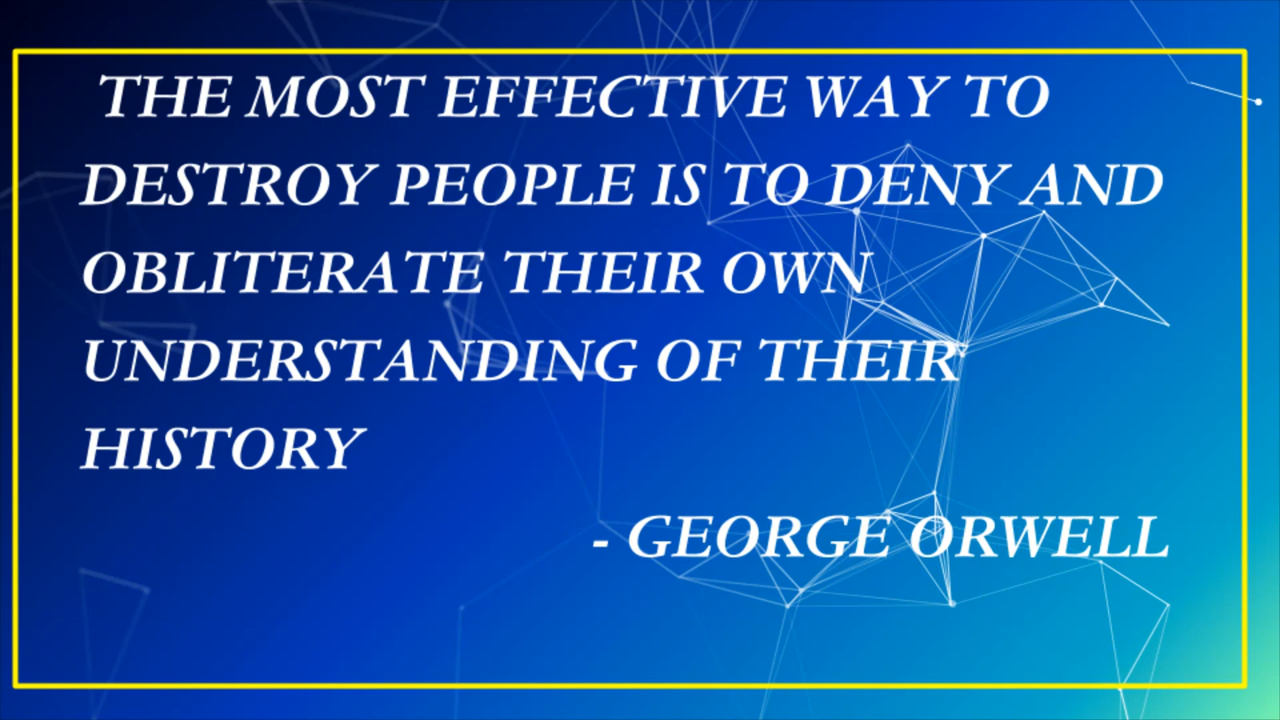 THE MOST EFFECTIVE WAY TO
DESTROY PEOPLE IS TO DENY AND
OBLITERATE THEIR OWN
UNDERSTANDING OF THEIR
HISTORY
- GEORGE ORWELL